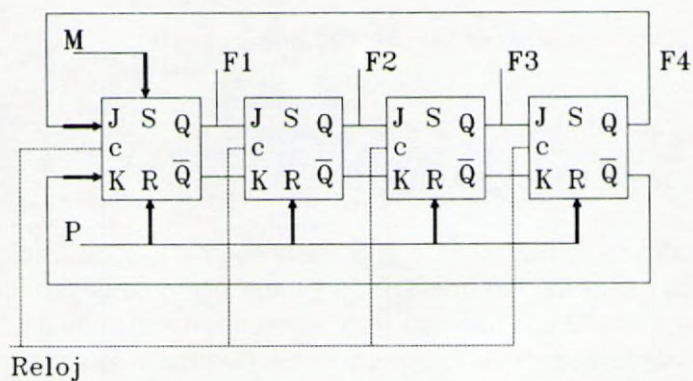 M
F1 F2 F3 F4
J S Q J S Q J S Q J S Q
c c c c
K R Q̅ K R Q̅ K R Q̅ K R Q̅
P
Reloj